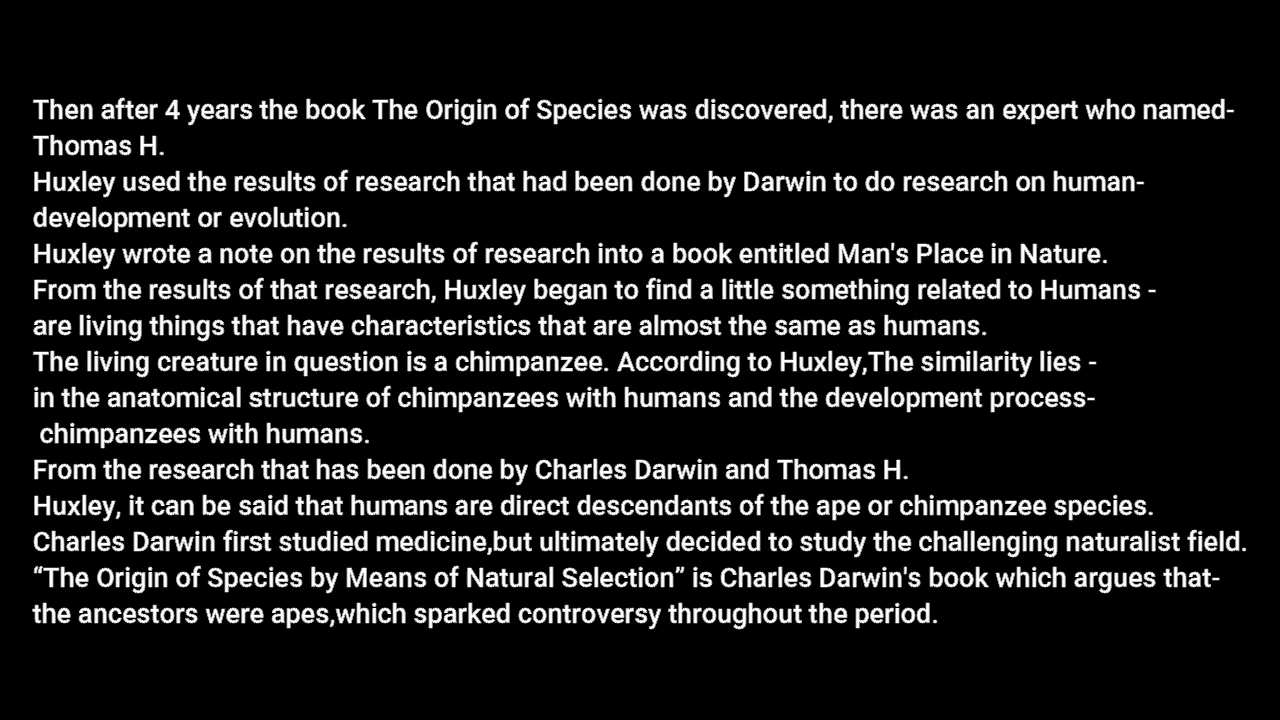 Then after 4 years the book The Origin of Species was discovered, there was an expert who named-
Thomas H.
Huxley used the results of research that had been done by Darwin to do research on human-
development or evolution.
Huxley wrote a note on the results of research into a book entitled Man's Place in Nature.
From the results of that research, Huxley began to find a little something related to Humans -
are living things that have characteristics that are almost the same as humans.
The living creature in question is a chimpanzee. According to Huxley,The similarity lies -
in the anatomical structure of chimpanzees with humans and the development process-
chimpanzees with humans.
From the research that has been done by Charles Darwin and Thomas H.
Huxley, it can be said that humans are direct descendants of the ape or chimpanzee species.
Charles Darwin first studied medicine,but ultimately decided to study the challenging naturalist field.
“The Origin of Species by Means of Natural Selection” is Charles Darwin's book which argues that-
the ancestors were apes,which sparked controversy throughout the period.